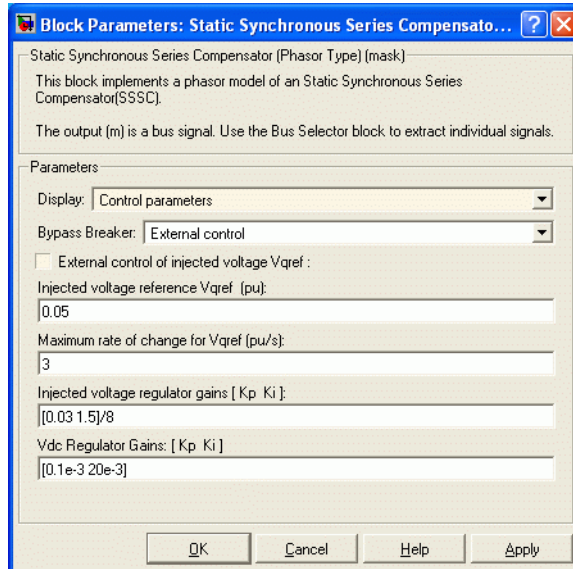 Block Parameters: Static Synchronous Series Compensato...
Static Synchronous Series Compensator (Phasor Type) (mask)
This block implements a phasor model of an Static Synchronous Series
Compensator(SSSC).
The output (m) is a bus signal. Use the Bus Selector block to extract individual signals.
Parameters
Display: Control parameters
Bypass Breaker: External control
External control of injected voltage Vqref :
Injected voltage reference Vqref (pu):
0.05
Maximum rate of change for Vqref (pu/s):
3
Injected voltage regulator gains [ Kp Ki ]:
[0.03 1.5]/8
Vdc Regulator Gains: [ Kp Ki ]
[0.1e-3 20e-3]
OK Cancel Help Apply